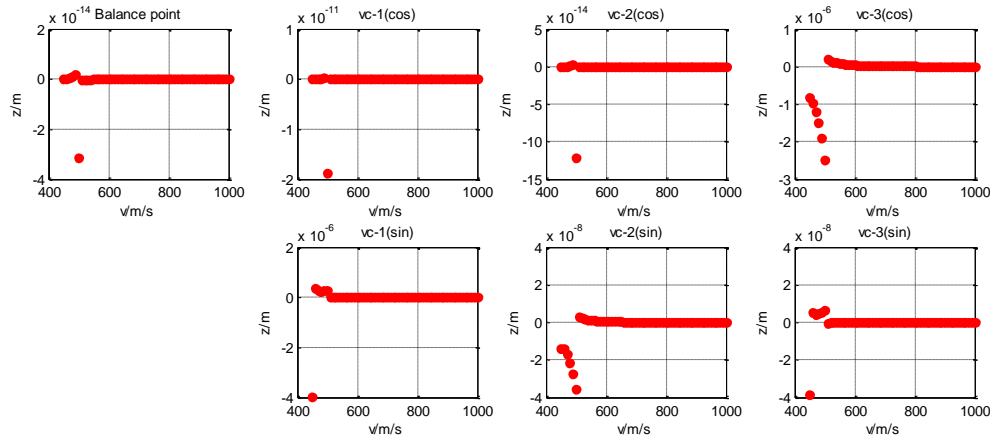 x 10^-14 Balance point
2
0
-2
-4
z/m
400 600 800 1000
v/m/s
x 10^-11 vc-1(cos)
1
0
-1
-2
z/m
400 600 800 1000
v/m/s
x 10^-14 vc-2(cos)
5
0
-5
-10
-15
z/m
400 600 800 1000
v/m/s
x 10^-6 vc-3(cos)
1
0
-1
-2
-3
z/m
400 600 800 1000
v/m/s
x 10^-6 vc-1(sin)
2
0
-2
-4
z/m
400 600 800 1000
v/m/s
x 10^-8 vc-2(sin)
4
2
0
-2
-4
z/m
400 600 800 1000
v/m/s
x 10^-8 vc-3(sin)
4
2
0
-2
-4
z/m
400 600 800 1000
v/m/s